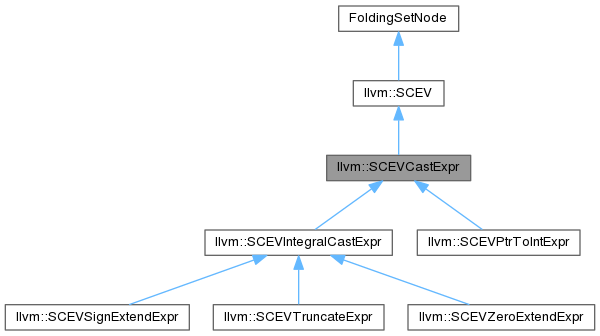 FoldingSetNode
llvm::SCEV
llvm::SCEVCastExpr
llvm::SCEVIntegralCastExpr
llvm::SCEVPtrToIntExpr
llvm::SCEVSignExtendExpr
llvm::SCEVTruncateExpr
llvm::SCEVZeroExtendExpr